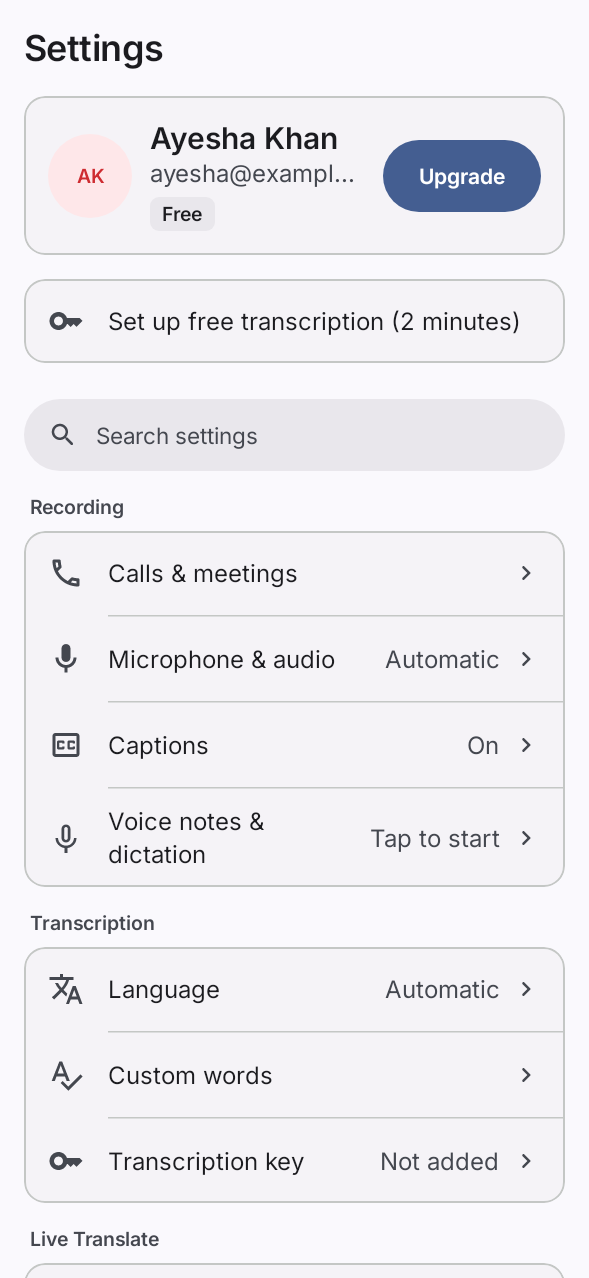 Settings
AK
Ayesha Khan
ayesha@exampl...
Free
Upgrade
Set up free transcription (2 minutes)
Search settings
Recording
Calls & meetings
Microphone & audio Automatic
CC
Captions On
Voice notes &
dictation
Tap to start
Transcription
Language Automatic
Custom words
Transcription key Not added
Live Translate